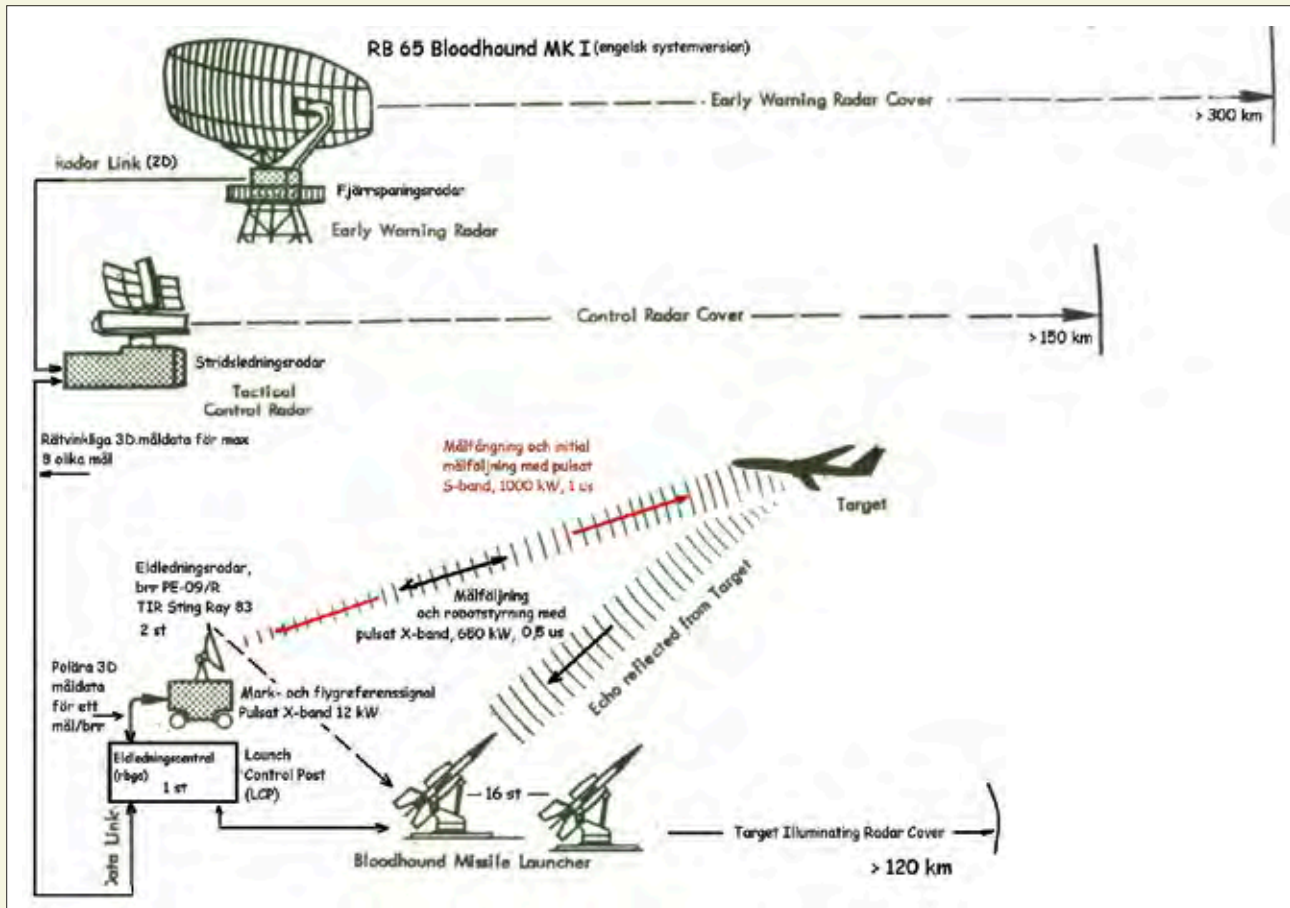 RB 65 Bloodhound MK I (engelsk systemversion)
Early Warning Radar Cover
> 300 km
Radar Link (2D)
Fjärrspaningsradar
Early Warning Radar
Control Radar Cover
> 150 km
Stridsledningsradar
Tactical
Control Radar
Rätvinkliga 3D måldata för max
8 olika mål
Målfångning och initial
målföljning med pulsat
S-band, 1000 kW, 1 us
Target
Eldledningsradar,
brr PE-09/R
TIR Sting Ray 83
2 st
Målföljning
och robotstyrning med
pulsat X-band, 650 kW, 0,5 us
Echo reflected from Target
Polära 3D
måldata
för ett
mål/brr
Mark- och flygreferenssignal
Pulsat X-band 12 kW
Eldledningscentral
(rbgc)
1 st
Launch
Control Post
(LCP)
16 st
Data Link
Bloodhound Missile Launcher
Target Illuminating Radar Cover
> 120 km